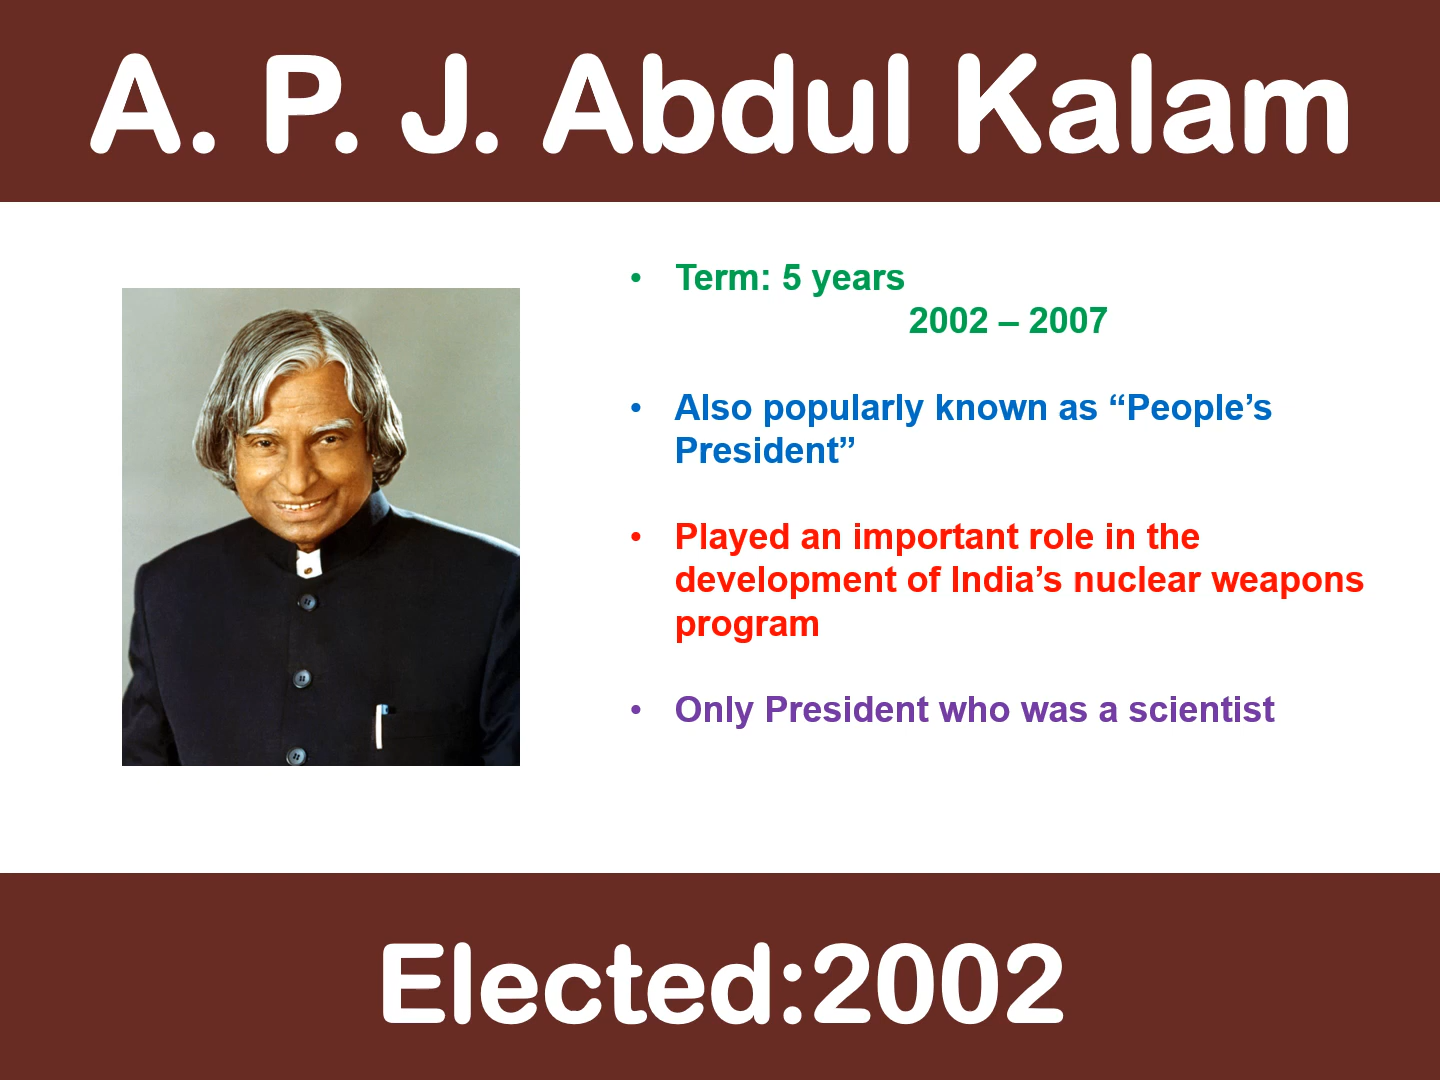 A. P. J. Abdul Kalam
• Term: 5 years
2002 – 2007
• Also popularly known as “People’s
President”
• Played an important role in the
development of India’s nuclear weapons
program
• Only President who was a scientist
Elected:2002